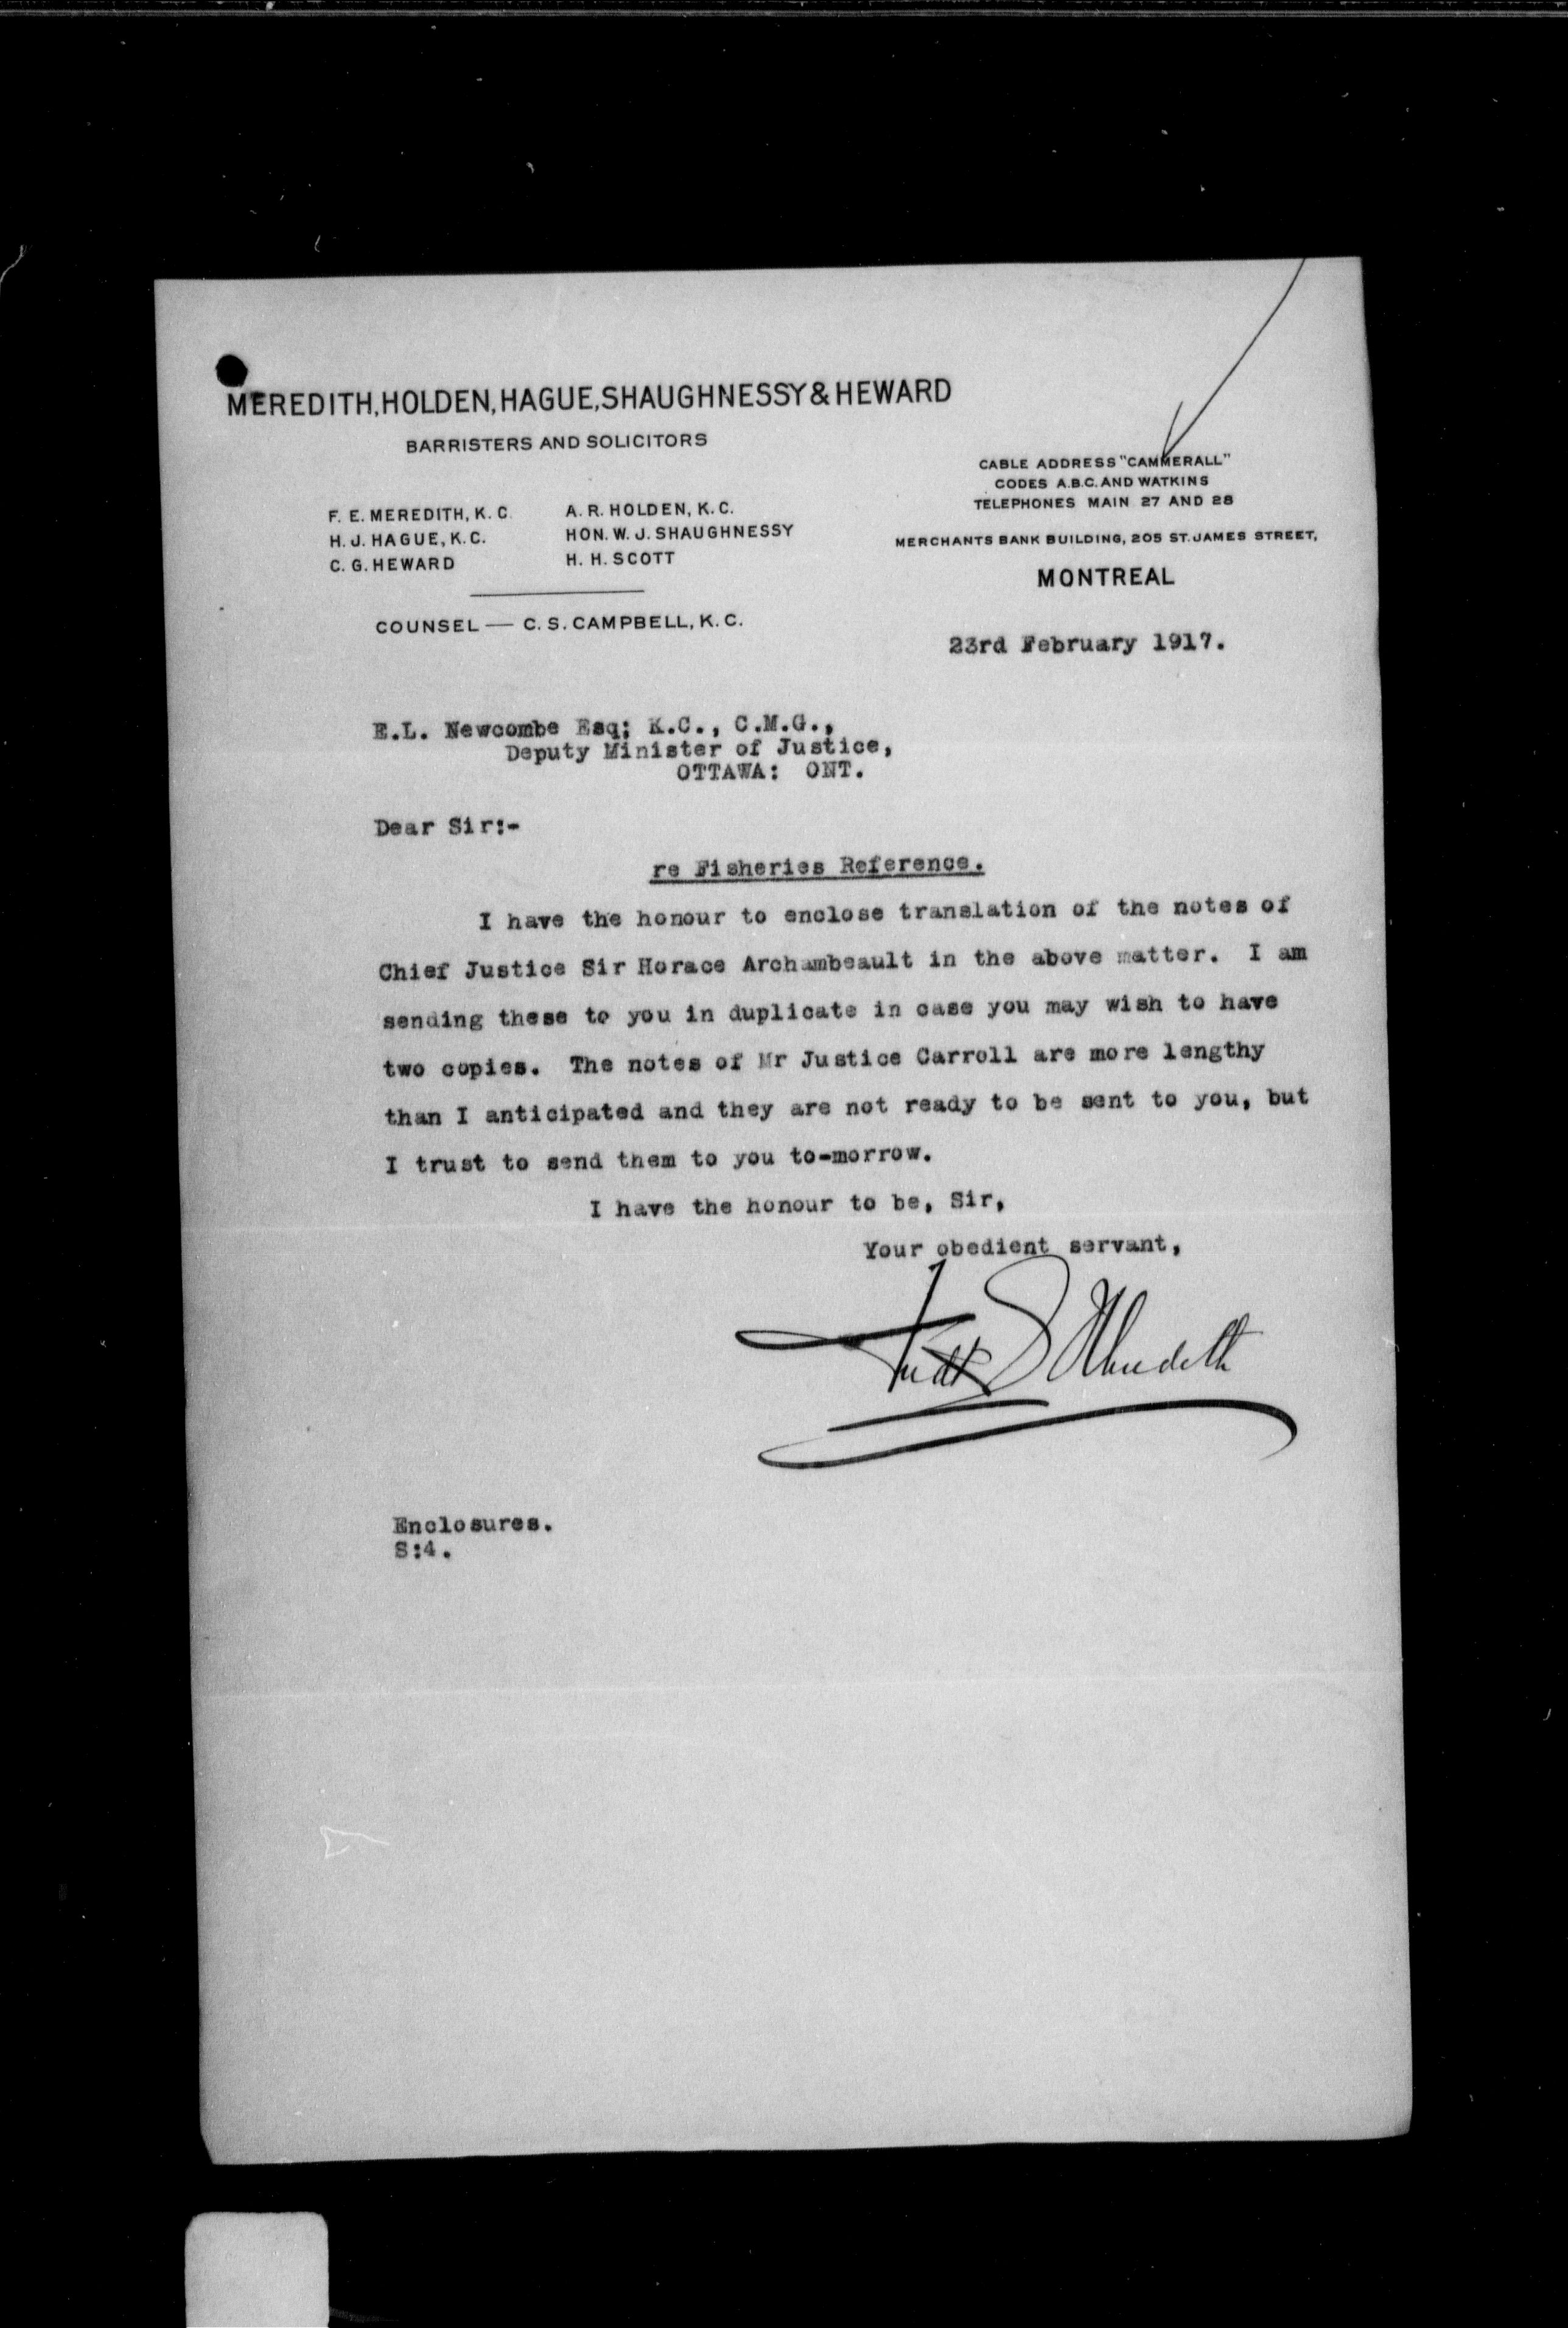 MEREDITH, HOLDEN, HAGUE, SHAUGHNESSY & HEWARD
BARRISTERS AND SOLICITORS
F. E. MEREDITH, K. C.
H. J. HAGUE, K. C.
C. G. HEWARD
A. R. HOLDEN, K. C.
HON. W. J. SHAUGHNESSY
H. H. SCOTT
COUNSEL — C. S. CAMPBELL, K. C.
CABLE ADDRESS "CAMMERALL"
CODES A.B.C. AND WATKINS
TELEPHONES MAIN 27 AND 28
MERCHANTS BANK BUILDING, 205 ST. JAMES STREET,
MONTREAL
23rd February 1917.
E.L. Newcombe Esq; K.C., C.M.G.,
Deputy Minister of Justice,
OTTAWA: ONT.
Dear Sir:-
re Fisheries Reference.
I have the honour to enclose translation of the notes of
Chief Justice Sir Horace Archambeault in the above matter. I am
sending these to you in duplicate in case you may wish to have
two copies. The notes of Mr Justice Carroll are more lengthy
than I anticipated and they are not ready to be sent to you, but
I trust to send them to you to-morrow.
I have the honour to be, Sir,
Your obedient servant,
Meredith
Enclosures.
S:4.